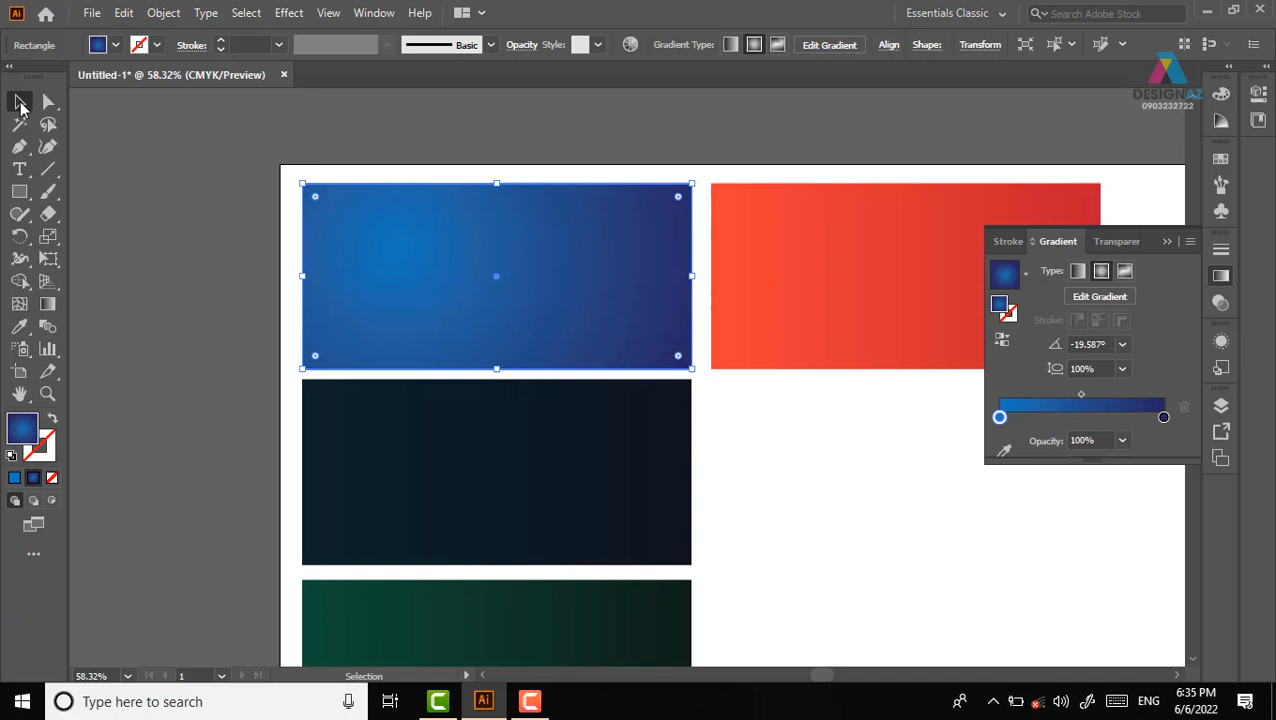 Ai File Edit Object Type Select Effect View Window Help Essentials Classic Search Adobe Stock
Rectangle Stroke: Basic Opacity Style: Gradient Type: Edit Gradient Align Shape: Transform
Untitled-1* @ 58.32% (CMYK/Preview)
DESIGNAZ
0903232722
Stroke Gradient Transparer
Type:
Edit Gradient
Stroke:
-19.587°
100%
Opacity: 100%
58.32% 1 Selection
Type here to search Ai ENG 6:35 PM
6/6/2022